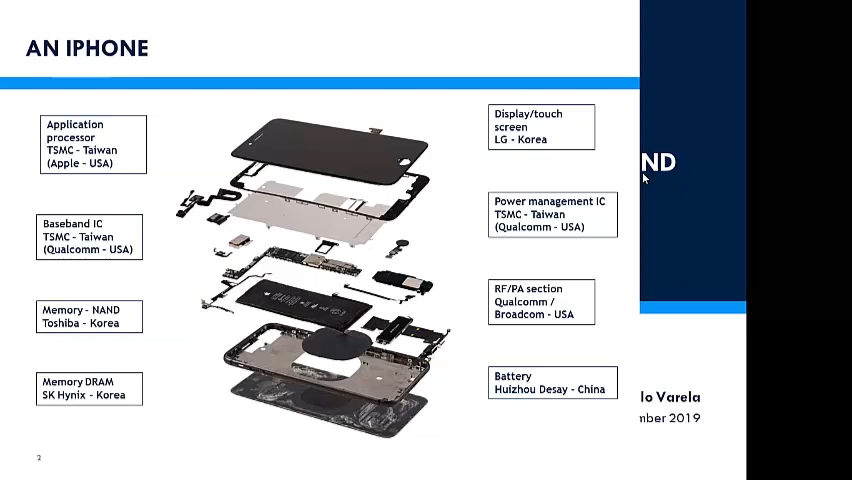 AN IPHONE
Application
processor
TSMC - Taiwan
(Apple - USA)
Baseband IC
TSMC - Taiwan
(Qualcomm - USA)
Memory - NAND
Toshiba - Korea
Memory DRAM
SK Hynix - Korea
Display/touch
screen
LG - Korea
Power management IC
TSMC - Taiwan
(Qualcomm - USA)
RF/PA section
Qualcomm /
Broadcom - USA
Battery
Huizhou Desay - China
2
ND
lo Varela
mber 2019